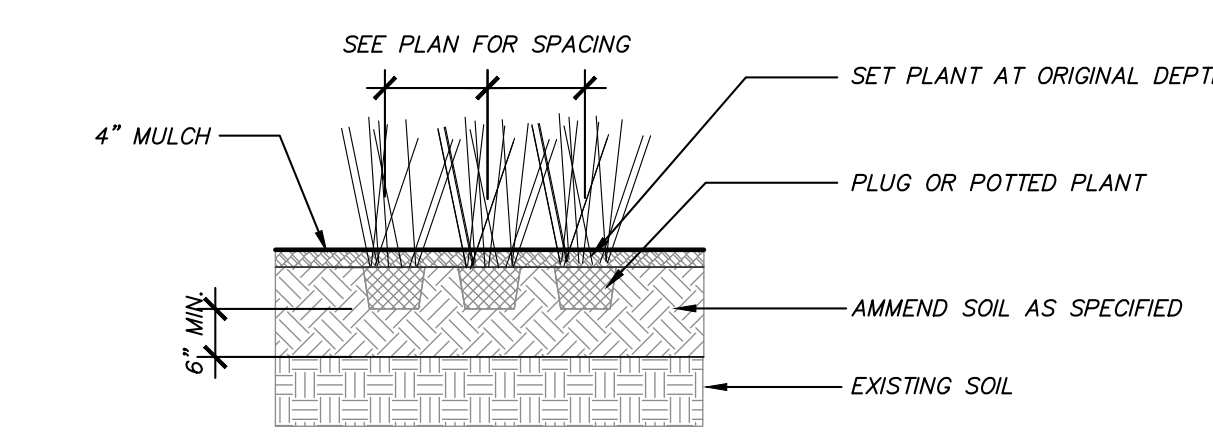 SEE PLAN FOR SPACING
SET PLANT AT ORIGINAL
4” MULCH
PLUG OR POTTED PLANT
6” MIN.
AMMEND SOIL AS SPECIFIED
EXISTING SOIL